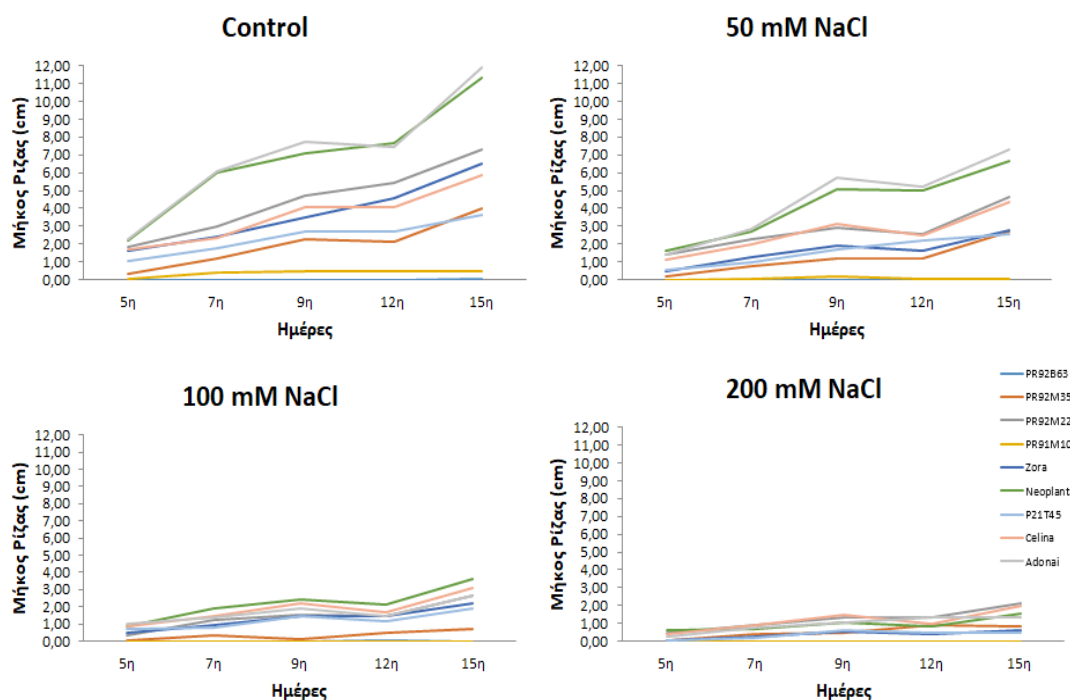 Control
Μήκος Ρίζας (cm)
12,00
11,00
10,00
9,00
8,00
7,00
6,00
5,00
4,00
3,00
2,00
1,00
0,00
5η 7η 9η 12η 15η
Ημέρες
50 mM NaCl
Μήκος Ρίζας (cm)
12,00
11,00
10,00
9,00
8,00
7,00
6,00
5,00
4,00
3,00
2,00
1,00
0,00
5η 7η 9η 12η 15η
Ημέρες
100 mM NaCl
Μήκος Ρίζας (cm)
12,00
11,00
10,00
9,00
8,00
7,00
6,00
5,00
4,00
3,00
2,00
1,00
0,00
5η 7η 9η 12η 15η
Ημέρες
200 mM NaCl
Μήκος Ρίζας (cm)
12,00
11,00
10,00
9,00
8,00
7,00
6,00
5,00
4,00
3,00
2,00
1,00
0,00
5η 7η 9η 12η 15η
Ημέρες
PR92B63
PR92M35
PR92M22
PR91M10
Zora
Neoplant
P21T45
Celina
Adonai